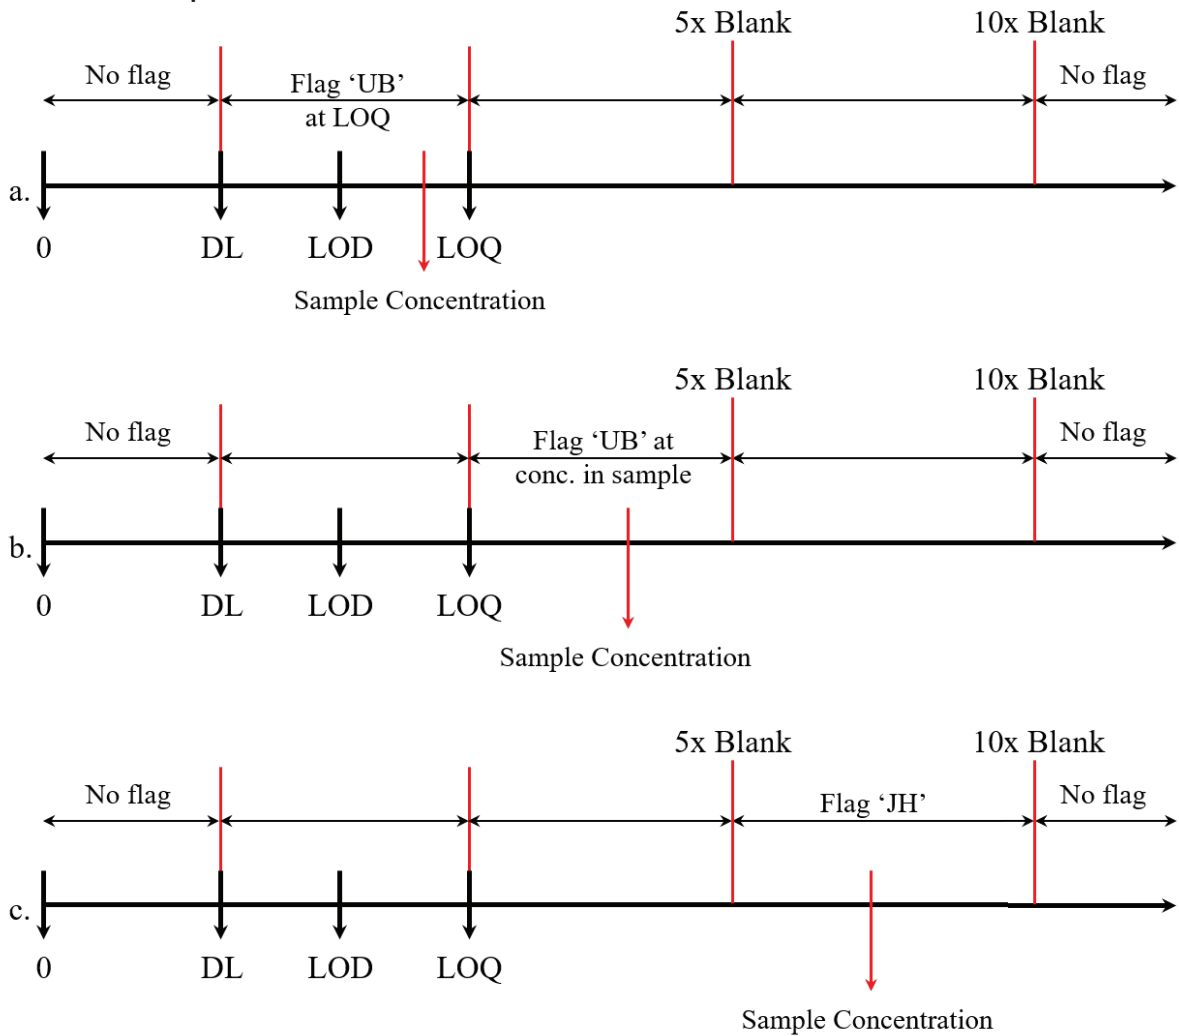 5x Blank
10x Blank
No flag
Flag ‘UB’
at LOQ
No flag
a.
0
DL
LOD
LOQ
Sample Concentration
5x Blank
10x Blank
No flag
Flag ‘UB’ at
conc. in sample
No flag
b.
0
DL
LOD
LOQ
Sample Concentration
5x Blank
10x Blank
No flag
Flag ‘JH’
No flag
c.
0
DL
LOD
LOQ
Sample Concentration